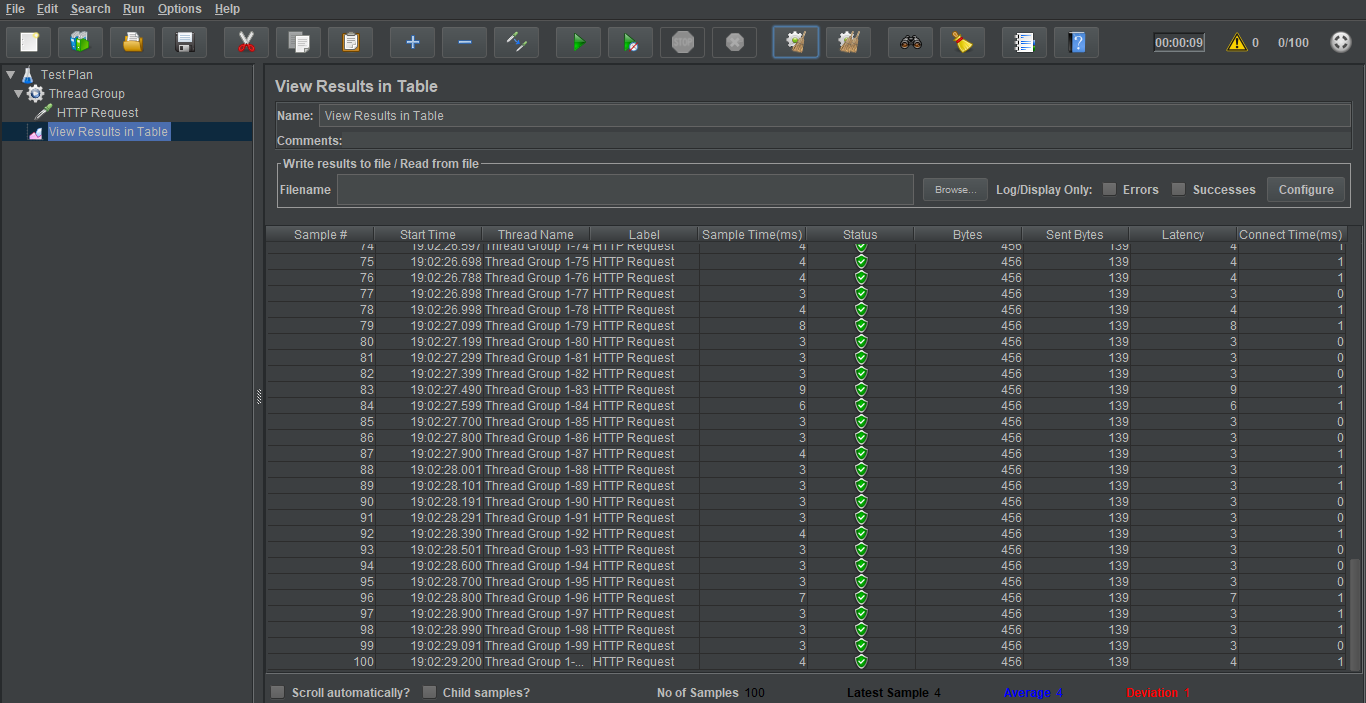 File Edit Search Run Options Help
STOP 00:00:09 0 0/100
Test Plan
Thread Group
HTTP Request
View Results in Table
View Results in Table
Name: View Results in Table
Comments:
Write results to file / Read from file
Filename Browse... Log/Display Only: Errors Successes Configure
Sample # Start Time Thread Name Label Sample Time(ms) Status Bytes Sent Bytes Latency Connect Time(ms)
74 19:02:26.597 Thread Group 1-74 HTTP Request 4 456 139 4 1
75 19:02:26.698 Thread Group 1-75 HTTP Request 4 456 139 4 1
76 19:02:26.788 Thread Group 1-76 HTTP Request 4 456 139 4 1
77 19:02:26.898 Thread Group 1-77 HTTP Request 3 456 139 3 0
78 19:02:26.998 Thread Group 1-78 HTTP Request 4 456 139 4 1
79 19:02:27.099 Thread Group 1-79 HTTP Request 8 456 139 8 1
80 19:02:27.199 Thread Group 1-80 HTTP Request 3 456 139 3 0
81 19:02:27.299 Thread Group 1-81 HTTP Request 3 456 139 3 0
82 19:02:27.399 Thread Group 1-82 HTTP Request 3 456 139 3 0
83 19:02:27.490 Thread Group 1-83 HTTP Request 9 456 139 9 1
84 19:02:27.599 Thread Group 1-84 HTTP Request 6 456 139 6 1
85 19:02:27.700 Thread Group 1-85 HTTP Request 3 456 139 3 0
86 19:02:27.800 Thread Group 1-86 HTTP Request 3 456 139 3 0
87 19:02:27.900 Thread Group 1-87 HTTP Request 4 456 139 3 1
88 19:02:28.001 Thread Group 1-88 HTTP Request 3 456 139 3 1
89 19:02:28.101 Thread Group 1-89 HTTP Request 3 456 139 3 1
90 19:02:28.191 Thread Group 1-90 HTTP Request 3 456 139 3 0
91 19:02:28.291 Thread Group 1-91 HTTP Request 3 456 139 3 0
92 19:02:28.390 Thread Group 1-92 HTTP Request 4 456 139 3 1
93 19:02:28.501 Thread Group 1-93 HTTP Request 3 456 139 3 0
94 19:02:28.600 Thread Group 1-94 HTTP Request 3 456 139 3 0
95 19:02:28.700 Thread Group 1-95 HTTP Request 3 456 139 3 0
96 19:02:28.800 Thread Group 1-96 HTTP Request 7 456 139 7 1
97 19:02:28.900 Thread Group 1-97 HTTP Request 3 456 139 3 1
98 19:02:28.990 Thread Group 1-98 HTTP Request 3 456 139 3 1
99 19:02:29.091 Thread Group 1-99 HTTP Request 3 456 139 3 0
100 19:02:29.200 Thread Group 1-... HTTP Request 4 456 139 4 1
Scroll automatically? Child samples? No of Samples 100 Latest Sample 4 Average 4 Deviation 1